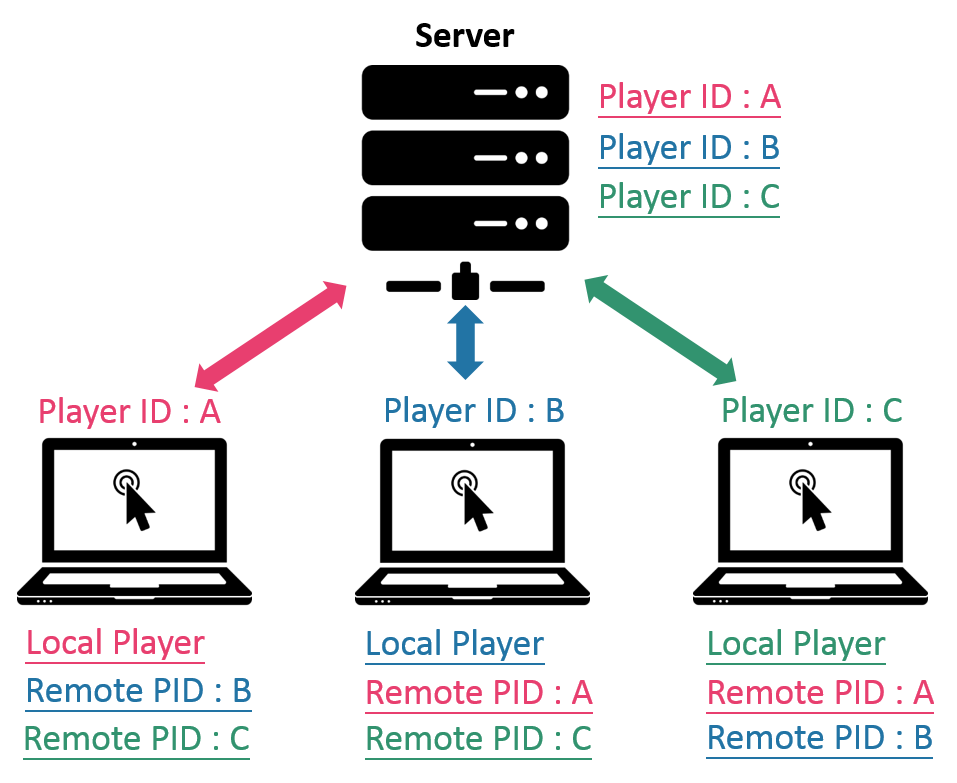 Server
Player ID : A
Player ID : B
Player ID : C
Player ID : A
Player ID : B
Player ID : C
Local Player
Remote PID : B
Remote PID : C
Local Player
Remote PID : A
Remote PID : C
Local Player
Remote PID : A
Remote PID : B